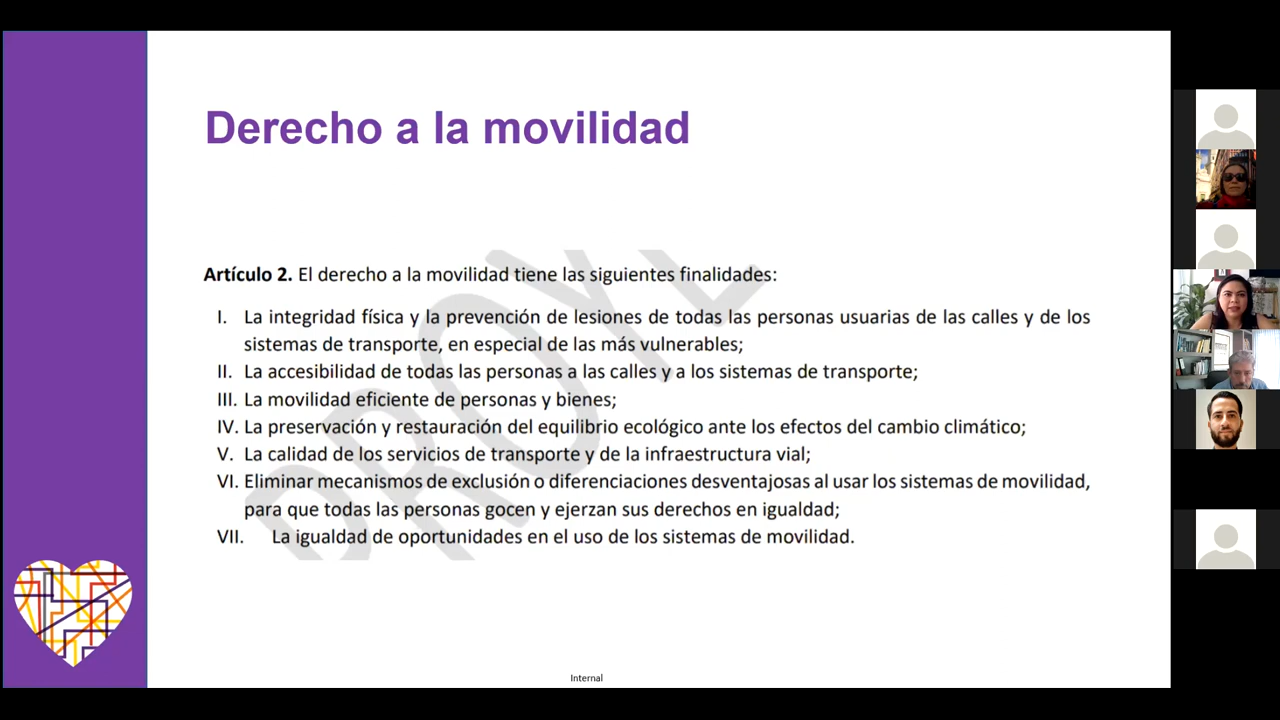 Derecho a la movilidad
Artículo 2. El derecho a la movilidad tiene las siguientes finalidades:
I. La integridad física y la prevención de lesiones de todas las personas usuarias de las calles y de los
sistemas de transporte, en especial de las más vulnerables;
II. La accesibilidad de todas las personas a las calles y a los sistemas de transporte;
III. La movilidad eficiente de personas y bienes;
IV. La preservación y restauración del equilibrio ecológico ante los efectos del cambio climático;
V. La calidad de los servicios de transporte y de la infraestructura vial;
VI. Eliminar mecanismos de exclusión o diferenciaciones desventajosas al usar los sistemas de movilidad,
para que todas las personas gocen y ejerzan sus derechos en igualdad;
VII. La igualdad de oportunidades en el uso de los sistemas de movilidad.
Internal